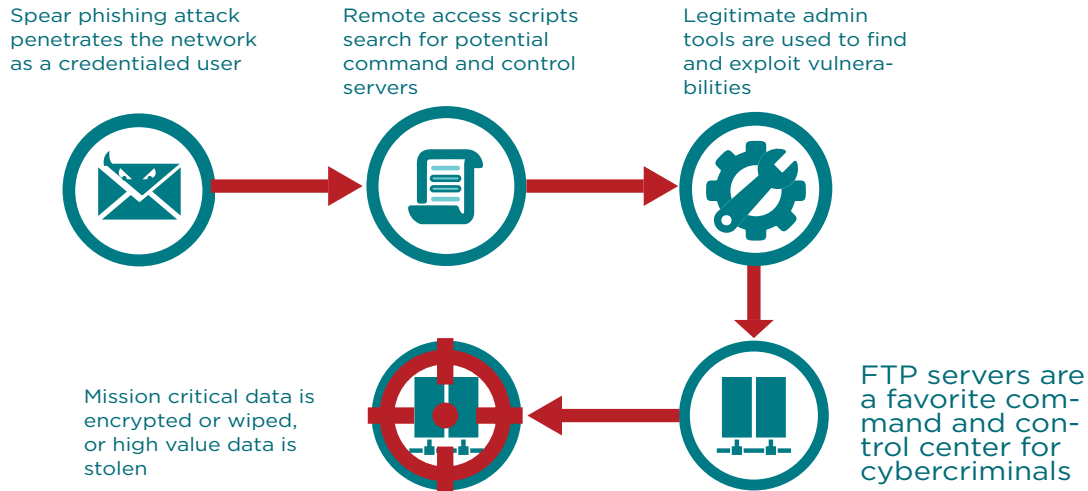 Spear phishing attack
penetrates the network
as a credentialed user
Remote access scripts
search for potential
command and control
servers
Legitimate admin
tools are used to find
and exploit vulnera-
bilities
FTP servers are
a favorite com-
mand and con-
trol center for
cybercriminals
Mission critical data is
encrypted or wiped,
or high value data is
stolen